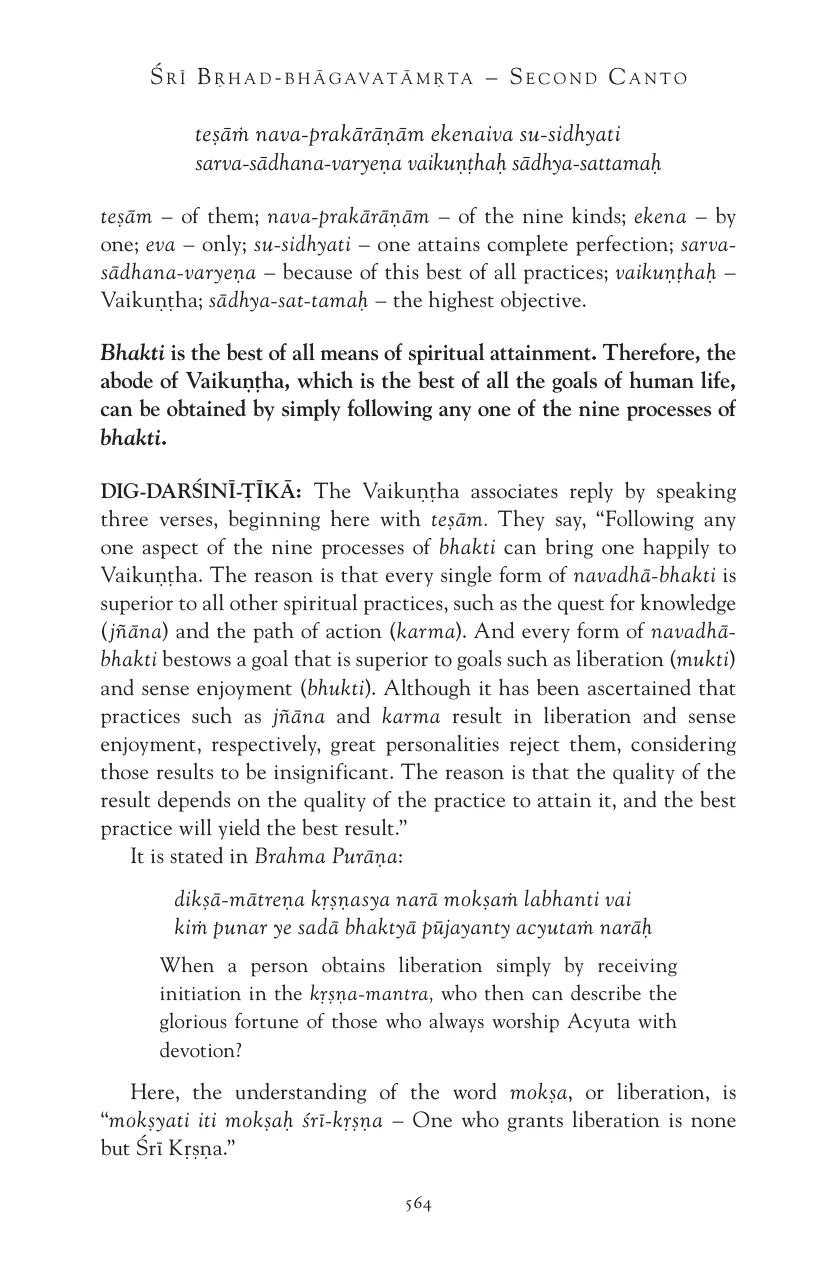 Śrī Bṛhad-bhāgavatāmṛta – Second Canto
teṣāṁ nava-prakārāṇām ekenaiva su-sidhyati
sarva-sādhana-varyeṇa vaikuṇṭhaḥ sādhya-sattamaḥ
teṣām – of them; nava-prakārāṇām – of the nine kinds; ekena – by
one; eva – only; su-sidhyati – one attains complete perfection; sarva-
sādhana-varyeṇa – because of this best of all practices; vaikuṇṭhaḥ –
Vaikuṇṭha; sādhya-sat-tamaḥ – the highest objective.
Bhakti is the best of all means of spiritual attainment. Therefore, the
abode of Vaikuṇṭha, which is the best of all the goals of human life,
can be obtained by simply following any one of the nine processes of
bhakti.
DIG-DARŚINĪ-ṬĪKĀ: The Vaikuṇṭha associates reply by speaking
three verses, beginning here with teṣām. They say, “Following any
one aspect of the nine processes of bhakti can bring one happily to
Vaikuṇṭha. The reason is that every single form of navadhā-bhakti is
superior to all other spiritual practices, such as the quest for knowledge
(jñāna) and the path of action (karma). And every form of navadhā-
bhakti bestows a goal that is superior to goals such as liberation (mukti)
and sense enjoyment (bhukti). Although it has been ascertained that
practices such as jñāna and karma result in liberation and sense
enjoyment, respectively, great personalities reject them, considering
those results to be insignificant. The reason is that the quality of the
result depends on the quality of the practice to attain it, and the best
practice will yield the best result.”
It is stated in Brahma Purāṇa:
dikṣā-mātreṇa kṛṣṇasya narā mokṣaṁ labhanti vai
kiṁ punar ye sadā bhaktyā pūjayanty acyutaṁ narāḥ
When a person obtains liberation simply by receiving
initiation in the kṛṣṇa-mantra, who then can describe the
glorious fortune of those who always worship Acyuta with
devotion?
Here, the understanding of the word mokṣa, or liberation, is
“mokṣyati iti mokṣaḥ śrī-kṛṣṇa – One who grants liberation is none
but Śrī Kṛṣṇa.”
564